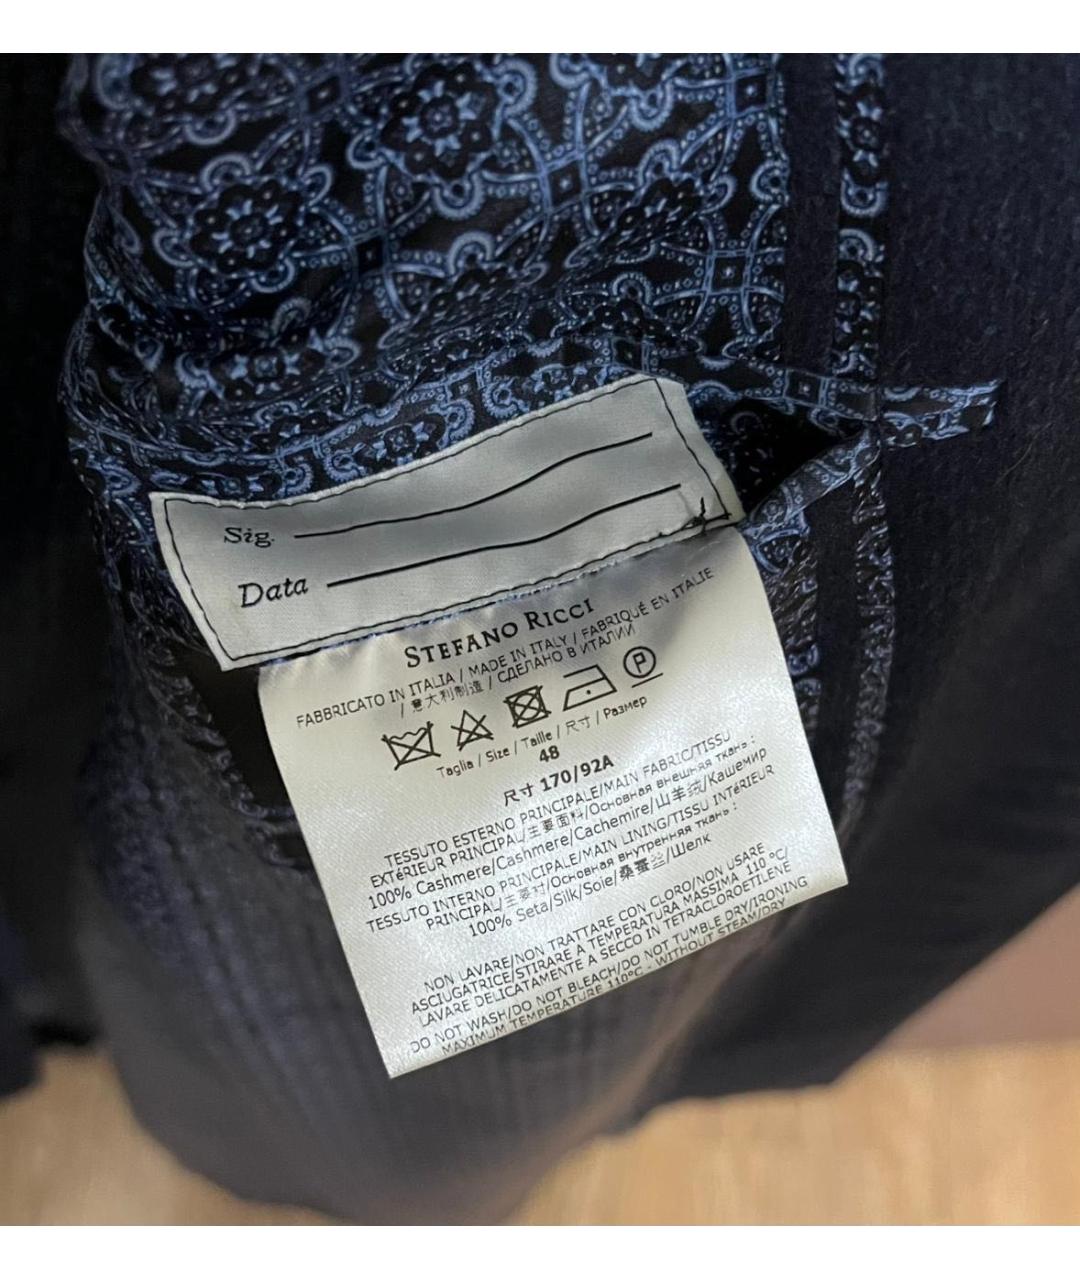 Sig.
Data
STEFANO RICCI
FABBRICATO IN ITALIA / MADE IN ITALY / FABRIQUÉ EN ITALIE
/ 意大利制造 / СДЕЛАНО В ИТАЛИИ
P
Taglia / Size / Taille / 尺寸 / Размер
48
尺寸 170/92A
TESSUTO ESTERNO PRINCIPALE/MAIN FABRIC/TISSU
EXTéRIEUR PRINCIPAL/主要面料/Основная внешняя ткань :
100% Cashmere/Cashmere/Cachemire/山羊绒/Кашемир
TESSUTO INTERNO PRINCIPALE/MAIN LINING/TISSU INTéRIEUR
PRINCIPAL/主要衬/Основная внутренняя ткань :
100% Seta/Silk/Soie/桑蚕丝/Шелк
NON LAVARE/NON TRATTARE CON CLORO/NON USARE
ASCIUGATRICE/STIRARE A TEMPERATURA MASSIMA 110 °C/
LAVARE DELICATAMENTE A SECCO IN TETRACLOROETILENE
DO NOT WASH/DO NOT BLEACH/DO NOT TUMBLE DRY/IRONING
MAXIMUM TEMPERATURE 110°C - WITHOUT STEAM/DRY